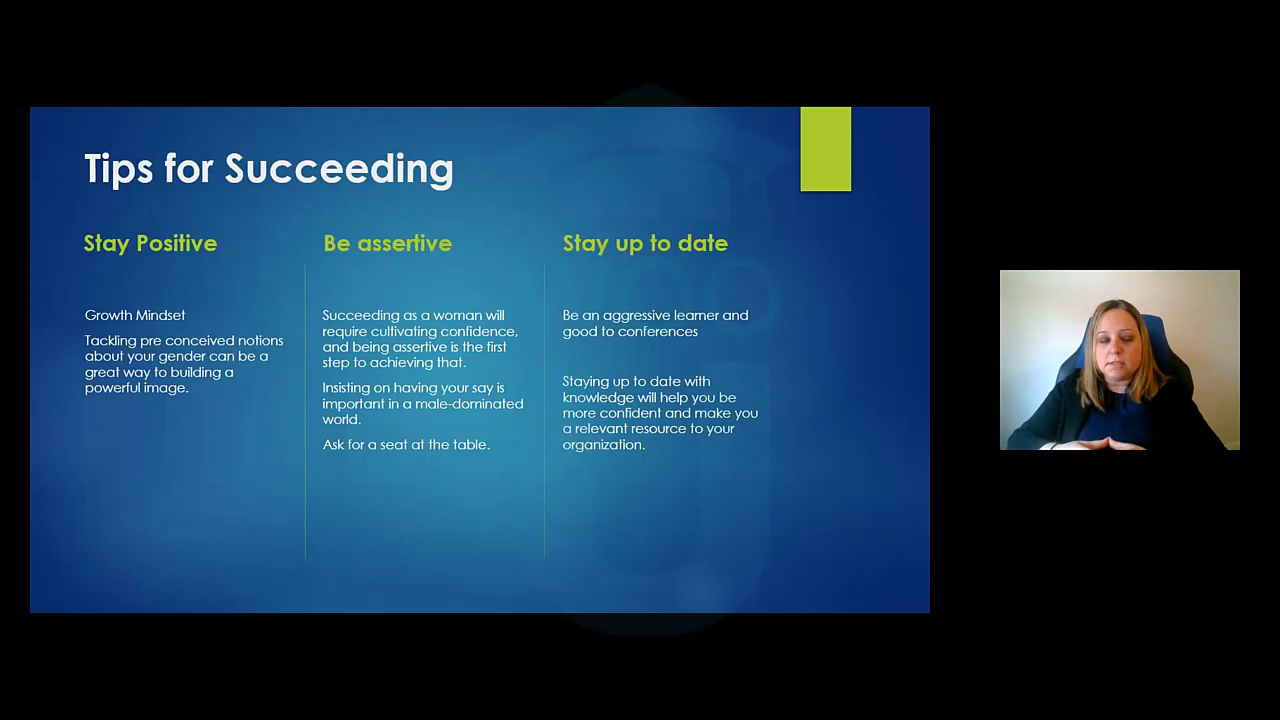 Tips for Succeeding
Stay Positive
Growth Mindset
Tackling pre conceived notions
about your gender can be a
great way to building a
powerful image.
Be assertive
Succeeding as a woman will
require cultivating confidence,
and being assertive is the first
step to achieving that.
Insisting on having your say is
important in a male-dominated
world.
Ask for a seat at the table.
Stay up to date
Be an aggressive learner and
good to conferences
Staying up to date with
knowledge will help you be
more confident and make you
a relevant resource to your
organization.